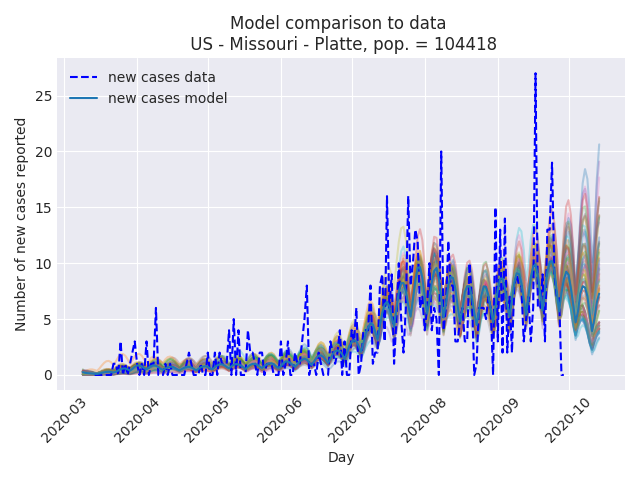 Model comparison to data
US - Missouri - Platte, pop. = 104418
new cases data
new cases model
Number of new cases reported
25
20
15
10
5
0
2020-03
2020-04
2020-05
2020-06
2020-07
2020-08
2020-09
2020-10
Day